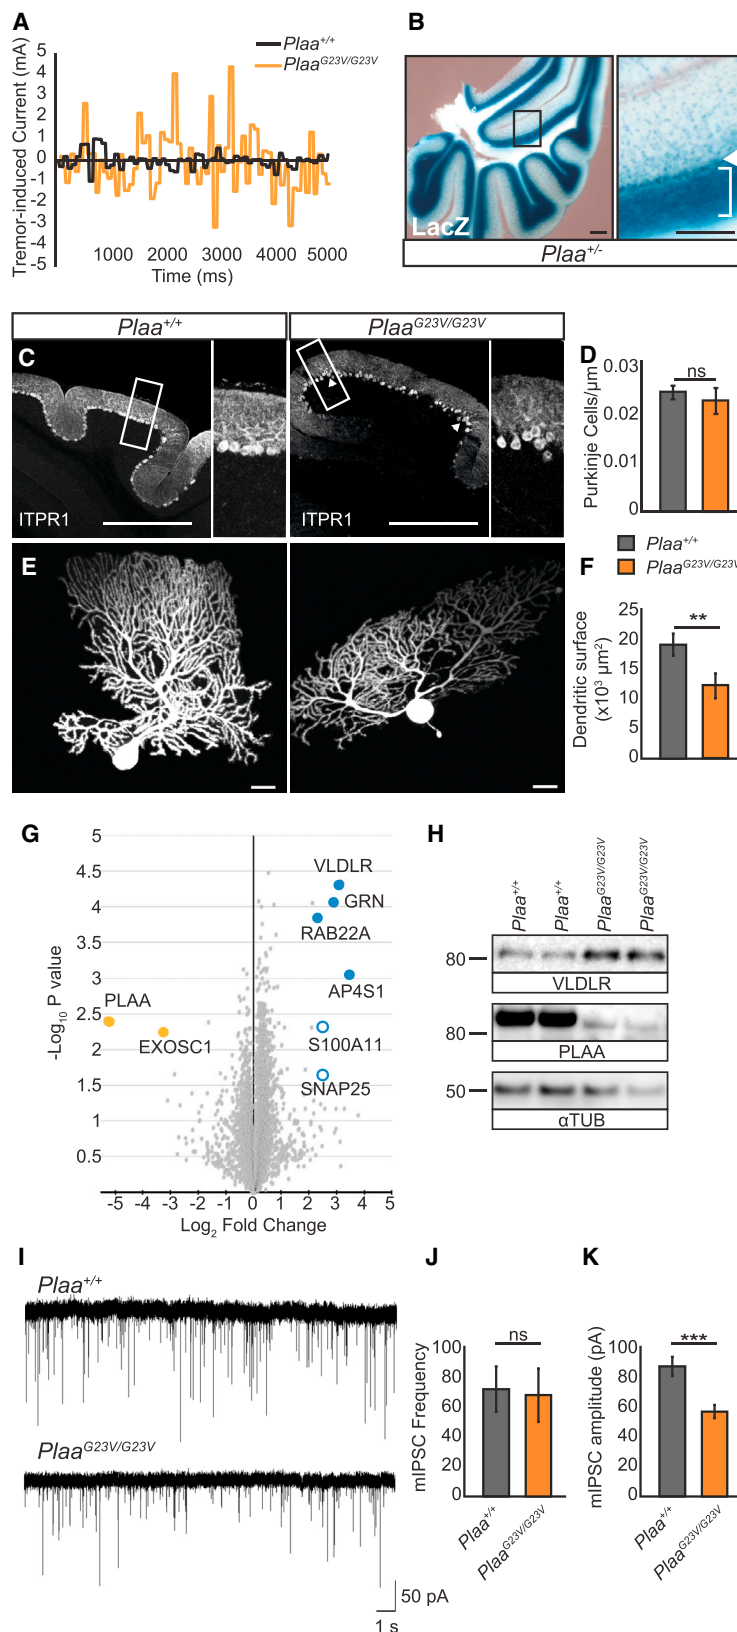 A
Tremor-induced Current (mA)
5
4
3
2
1
0
-1
-2
-3
-4
-5
Plaa+/+
PlaaG23V/G23V
1000 2000 3000 4000 5000
Time (ms)
B
LacZ
Plaa+/-
Plaa+/+
PlaaG23V/G23V
C
ITPR1
ITPR1
D
Purkinje Cells/µm
0.03
0.02
0.01
0
ns
Plaa+/+
PlaaG23V/G23V
E
F
Dendritic surface
(x10³ µm²)
25
20
15
10
5
0
**
G
-Log10 P value
5
4.5
4
3.5
3
2.5
2
1.5
1
0.5
VLDLR
GRN
RAB22A
AP4S1
PLAA
EXOSC1
S100A11
SNAP25
-5 -4 -3 -2 -1 0 1 2 3 4 5
Log2 Fold Change
H
Plaa+/+
Plaa+/+
PlaaG23V/G23V
PlaaG23V/G23V
80
VLDLR
80
PLAA
50
αTUB
I
Plaa+/+
PlaaG23V/G23V
50 pA
1 s
J
mIPSC Frequency
100
80
60
40
20
0
ns
Plaa+/+
PlaaG23V/G23V
K
mIPSC amplitude (pA)
100
80
60
40
20
0
***
Plaa+/+
PlaaG23V/G23V